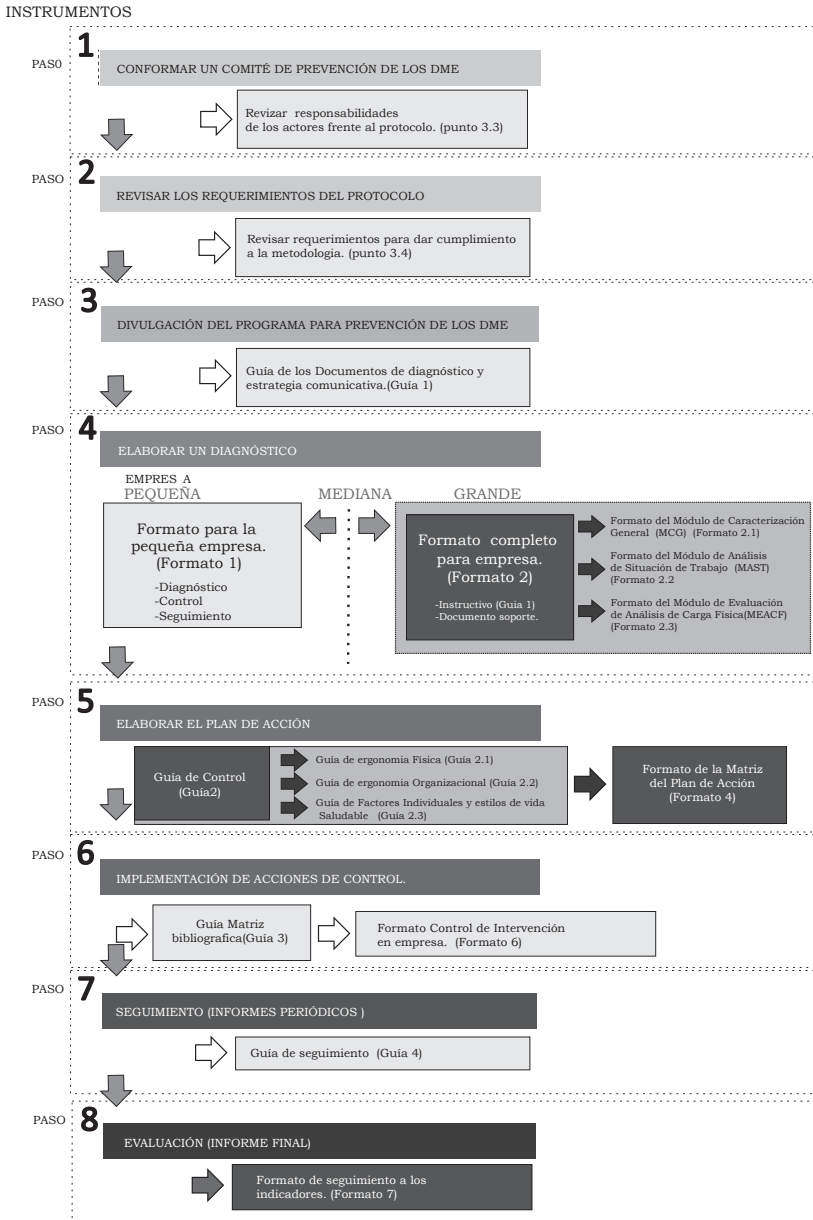 INSTRUMENTOS
PASO 1
CONFORMAR UN COMITÉ DE PREVENCIÓN DE LOS DME
Revizar responsabilidades
de los actores frente al protocolo. (punto 3.3)
PASO 2
REVISAR LOS REQUERIMIENTOS DEL PROTOCOLO
Revisar requerimientos para dar cumplimiento
a la metodologia. (punto 3.4)
PASO 3
DIVULGACIÓN DEL PROGRAMA PARA PREVENCIÓN DE LOS DME
Guía de los Documentos de diagnóstico y
estrategia comunicativa.(Guía 1)
PASO 4
ELABORAR UN DIAGNÓSTICO
EMPRES A
PEQUEÑA MEDIANA GRANDE
Formato para la
pequeña empresa.
(Formato 1)
-Diagnóstico
-Control
-Seguimiento
Formato completo
para empresa.
(Formato 2)
-Instructivo (Guia 1)
-Documento soporte.
Formato del Módulo de Caracterización
General (MCG) (Formato 2.1)
Formato del Módulo de Análisis
de Situación de Trabajo (MAST)
(Formato 2.2
Formato del Módulo de Evaluación
de Análisis de Carga Física(MEACF)
(Formato 2.3)
PASO 5
ELABORAR EL PLAN DE ACCIÓN
Guía de Control
(Guía2)
Guía de ergonomia Física (Guía 2.1)
Guía de ergonomia Organizacional (Guía 2.2)
Guía de Factores Individuales y estilos de vida
Saludable (Guía 2.3)
Formato de la Matriz
del Plan de Acción
(Formato 4)
PASO 6
IMPLEMENTACIÓN DE ACCIONES DE CONTROL.
Guía Matriz
bibliografica(Guía 3)
Formato Control de Intervención
en empresa. (Formato 6)
PASO 7
SEGUIMIENTO (INFORMES PERIÓDICOS )
Guía de seguimiento (Guía 4)
PASO 8
EVALUACIÓN (INFORME FINAL)
Formato de seguimiento a los
indicadores. (Formato 7)